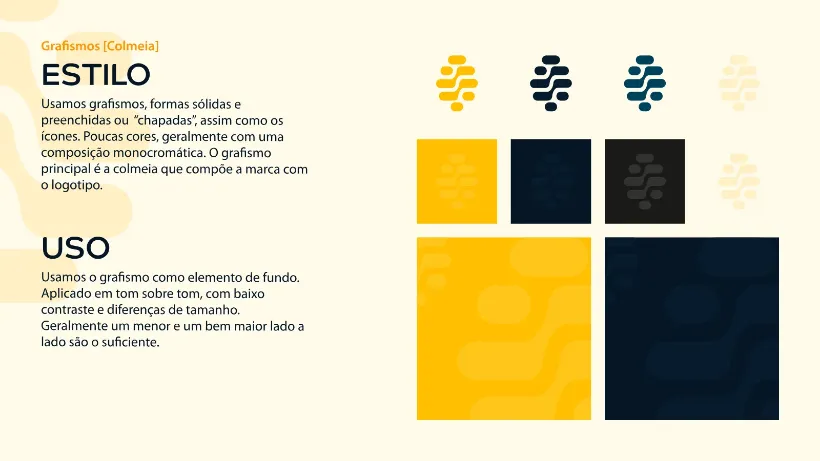 Grafismos [Colmeia]
ESTILO
Usamos grafismos, formas sólidas e
preenchidas ou  “chapadas”, assim como os
ícones. Poucas cores, geralmente com uma
composição monocromática. O grafismo
principal é a colmeia que compõe a marca com
o logotipo.
USO
Usamos o grafismo como elemento de fundo.
Aplicado em tom sobre tom, com baixo
contraste e diferenças de tamanho.
Geralmente um menor e um bem maior lado a
lado são o suficiente.